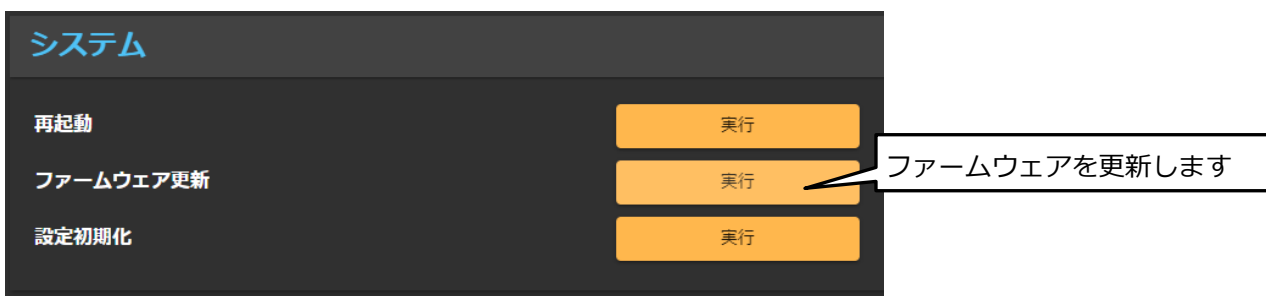 システム
再起動
実行
ファームウェア更新
実行
ファームウェアを更新します
設定初期化
実行